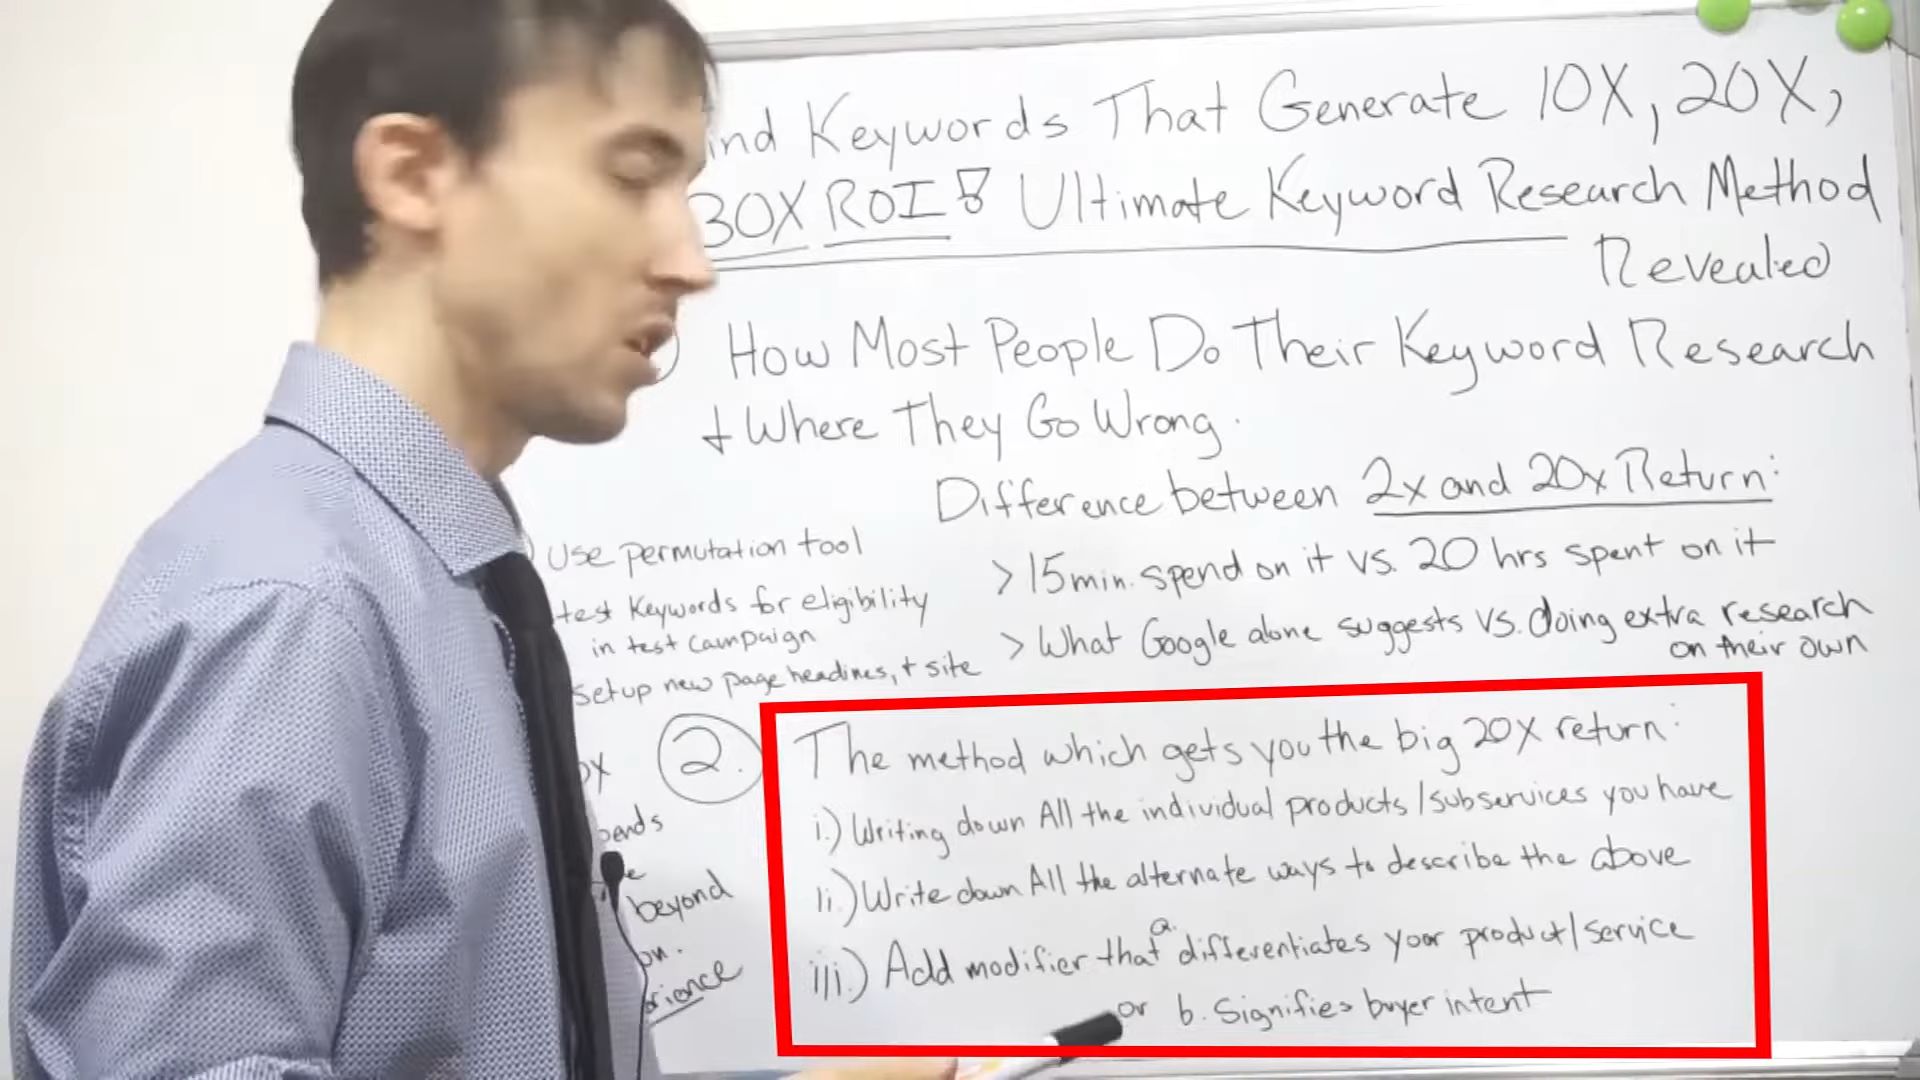 ind Keywords That Generate 10X, 20X,
30X ROI! Ultimate Keyword Research Method
Revealed
How Most People Do Their Keyword Research
+ Where They Go Wrong.
Difference between 2x and 20x Return:
> 15 min. spend on it vs. 20 hrs spent on it
> What Google alone suggests vs. doing extra research
on their own
) Use permutation tool
test Keywords for eligibility
in test campaign
setup new page headlines, + site
2.
The method which gets you the big 20X return:
i.) Writing down All the individual products/subservices you have
ii.) Write down All the alternate ways to describe the above
iii.) Add modifier that a. differentiates your product/service
or b. Signifies buyer intent
beyond
on.